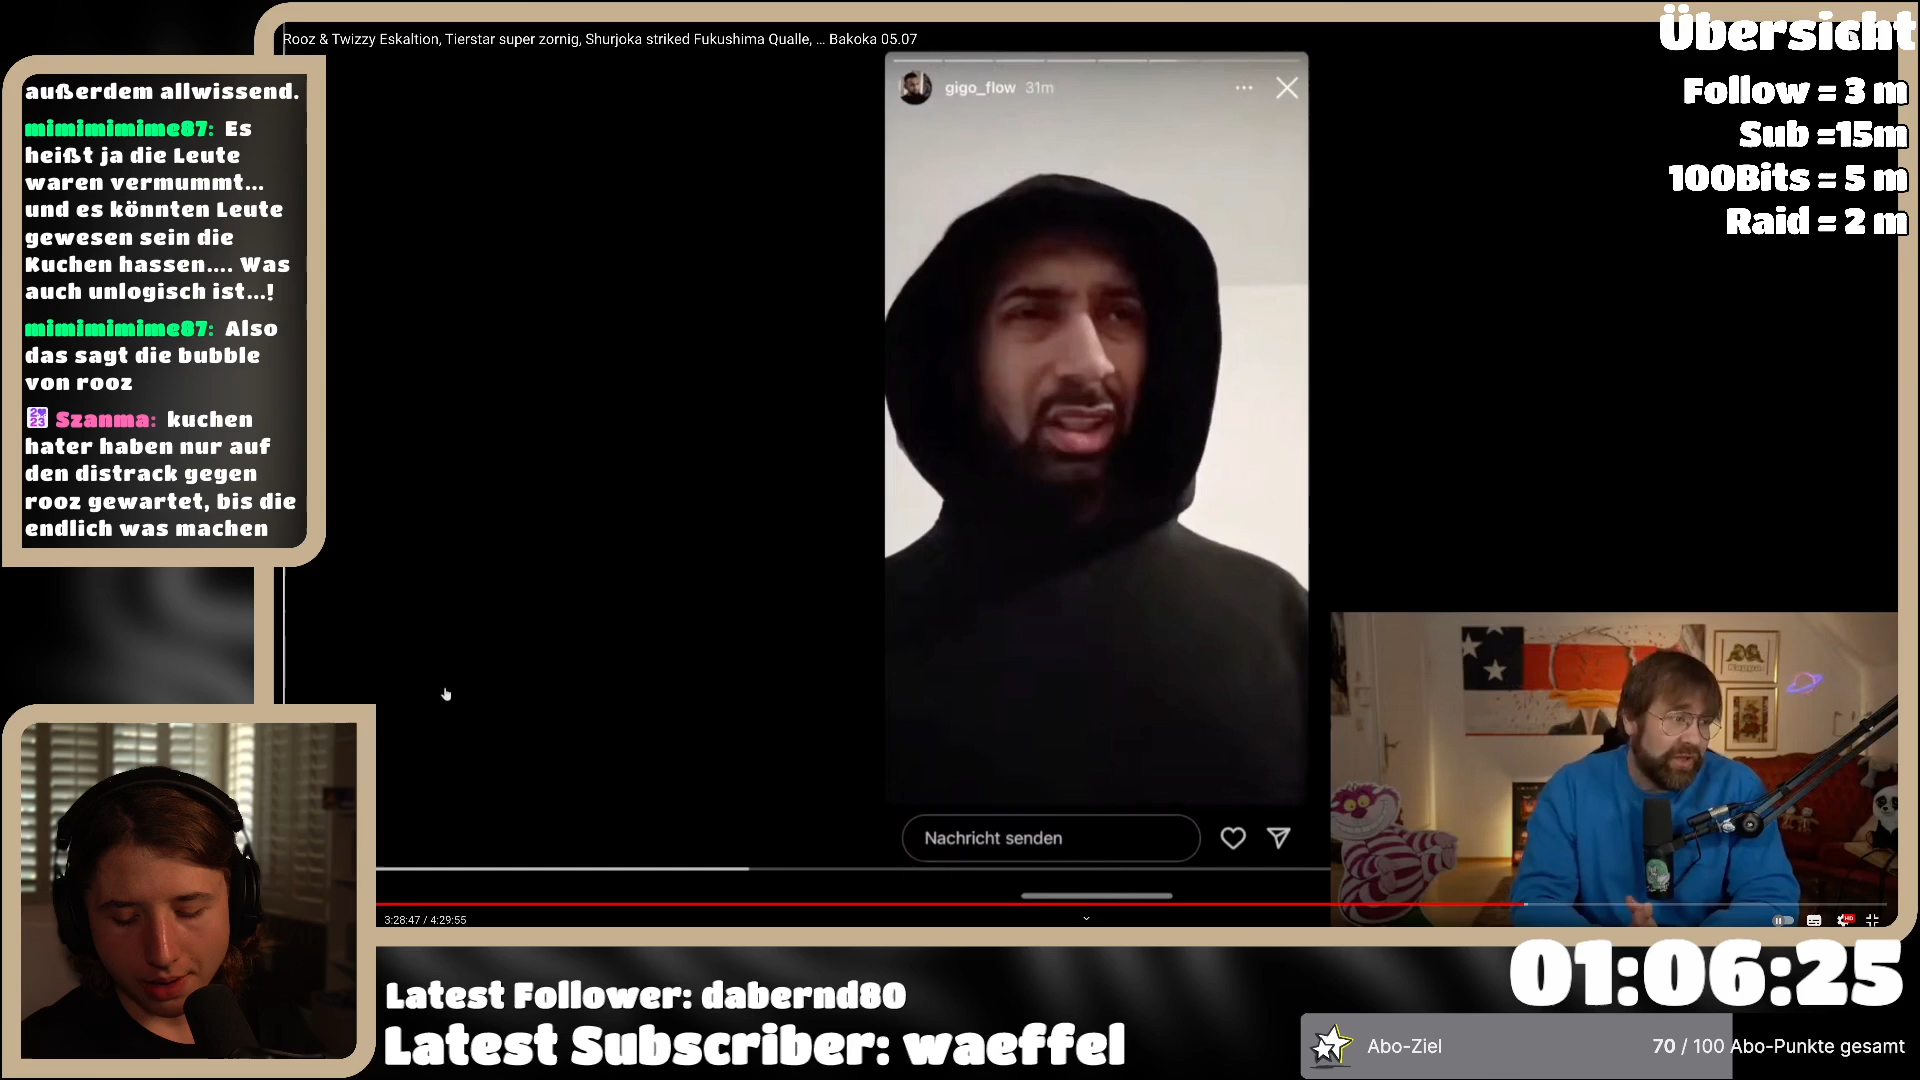 Rooz & Twizzy Eskaltion, Tierstar super zornig, Shurjoka striked Fukushima Qualle, ... Bakoka 05.07
Übersicht
Follow = 3 m
Sub =15m
100Bits = 5 m
Raid = 2 m
außerdem allwissend.
mimimimime87: Es
heißt ja die Leute
waren vermummt...
und es könnten Leute
gewesen sein die
Kuchen hassen.... Was
auch unlogisch ist...!
mimimimime87: Also
das sagt die bubble
von rooz
Szanma: kuchen
hater haben nur auf
den distrack gegen
rooz gewartet, bis die
endlich was machen
gigo_flow 31m
Nachricht senden
3:28:47 / 4:29:55
HD
01:06:25
Latest Follower: dabernd80
Latest Subscriber: waeffel
Abo-Ziel
70 / 100 Abo-Punkte gesamt